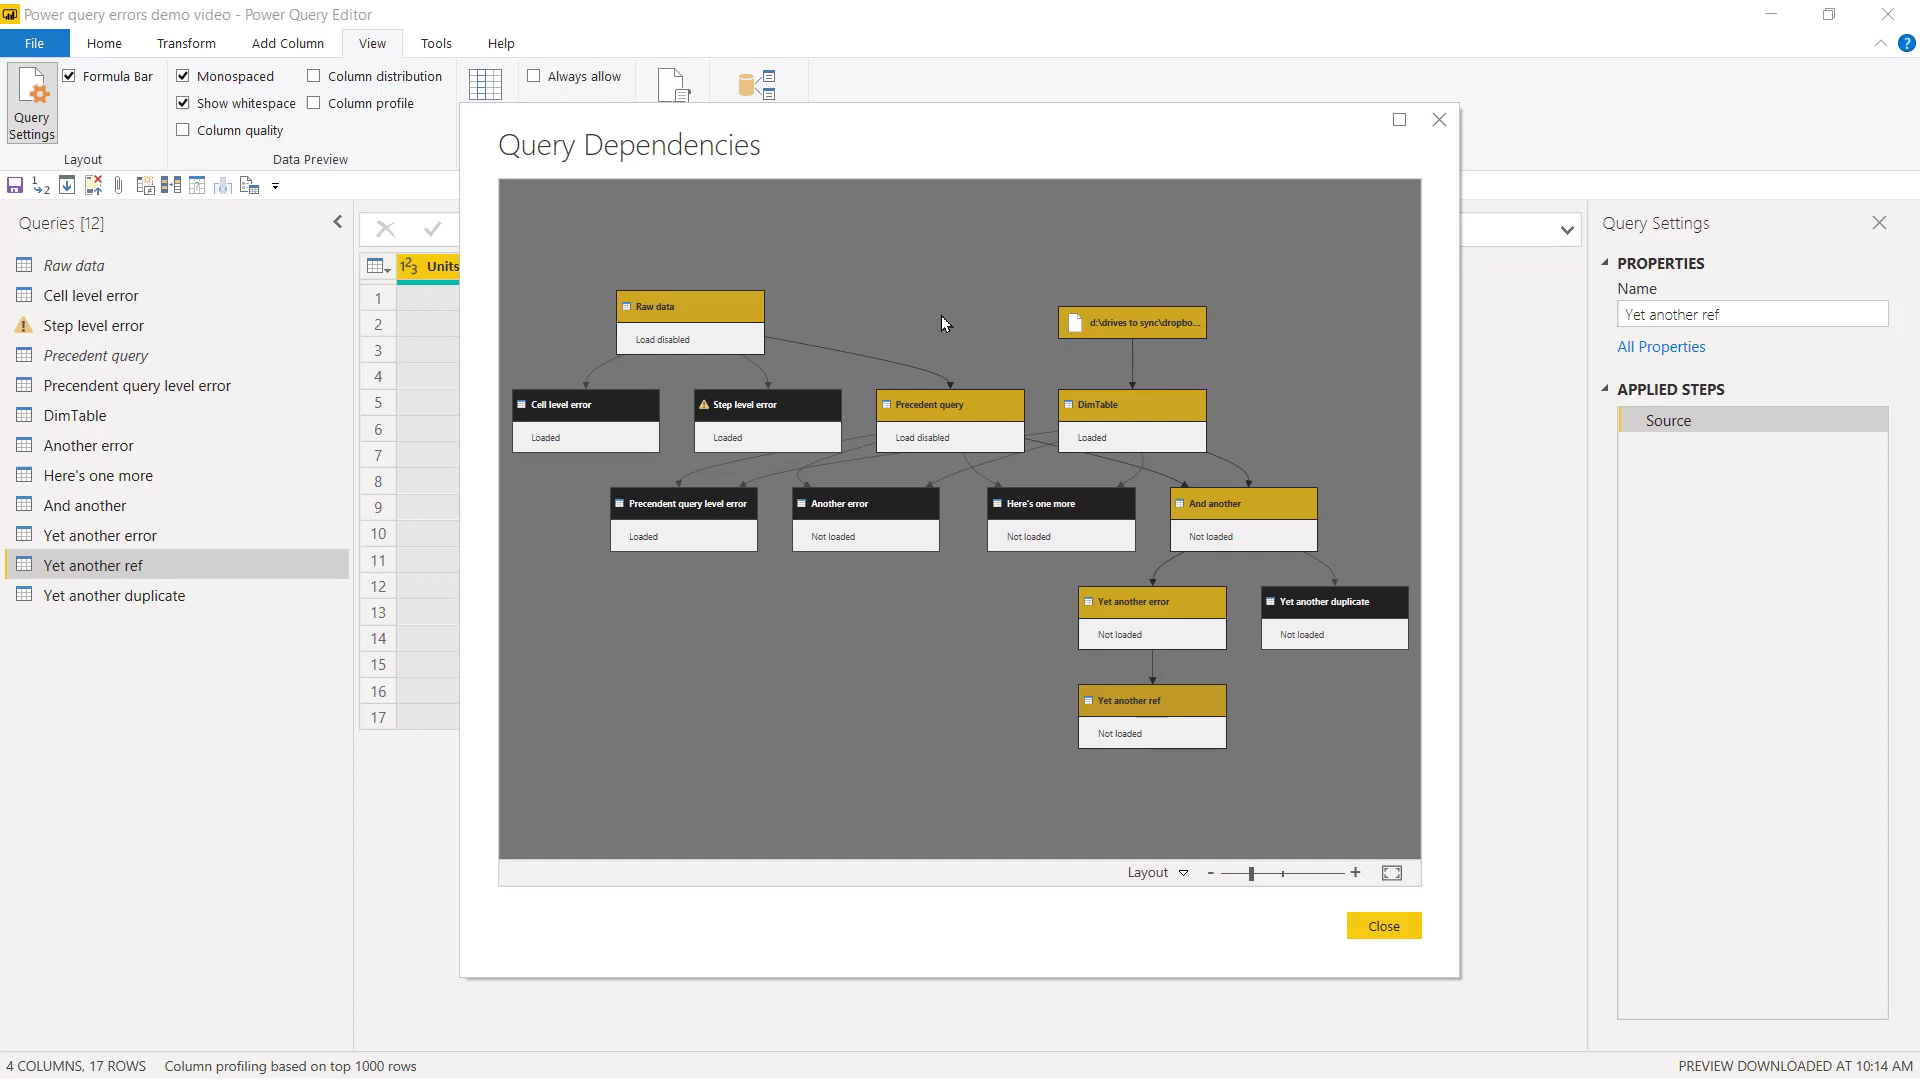 Power query errors demo video - Power Query Editor
File Home Transform Add Column View Tools Help
Query Settings
Formula Bar
Monospaced
Show whitespace
Column quality
Column distribution
Column profile
Always allow
Layout
Data Preview
Queries [12]
Raw data
Cell level error
Step level error
Precedent query
Precendent query level error
DimTable
Another error
Here's one more
And another
Yet another error
Yet another ref
Yet another duplicate
1²3 Units
1
2
3
4
5
6
7
8
9
10
11
12
13
14
15
16
17
Query Dependencies
Raw data
Load disabled
d:\drives to sync\dropbo...
Cell level error
Loaded
Step level error
Loaded
Precedent query
Load disabled
DimTable
Loaded
Precendent query level error
Loaded
Another error
Not loaded
Here's one more
Not loaded
And another
Not loaded
Yet another error
Not loaded
Yet another duplicate
Not loaded
Yet another ref
Not loaded
Layout
Close
Query Settings
PROPERTIES
Name
Yet another ref
All Properties
APPLIED STEPS
Source
4 COLUMNS, 17 ROWS Column profiling based on top 1000 rows
PREVIEW DOWNLOADED AT 10:14 AM